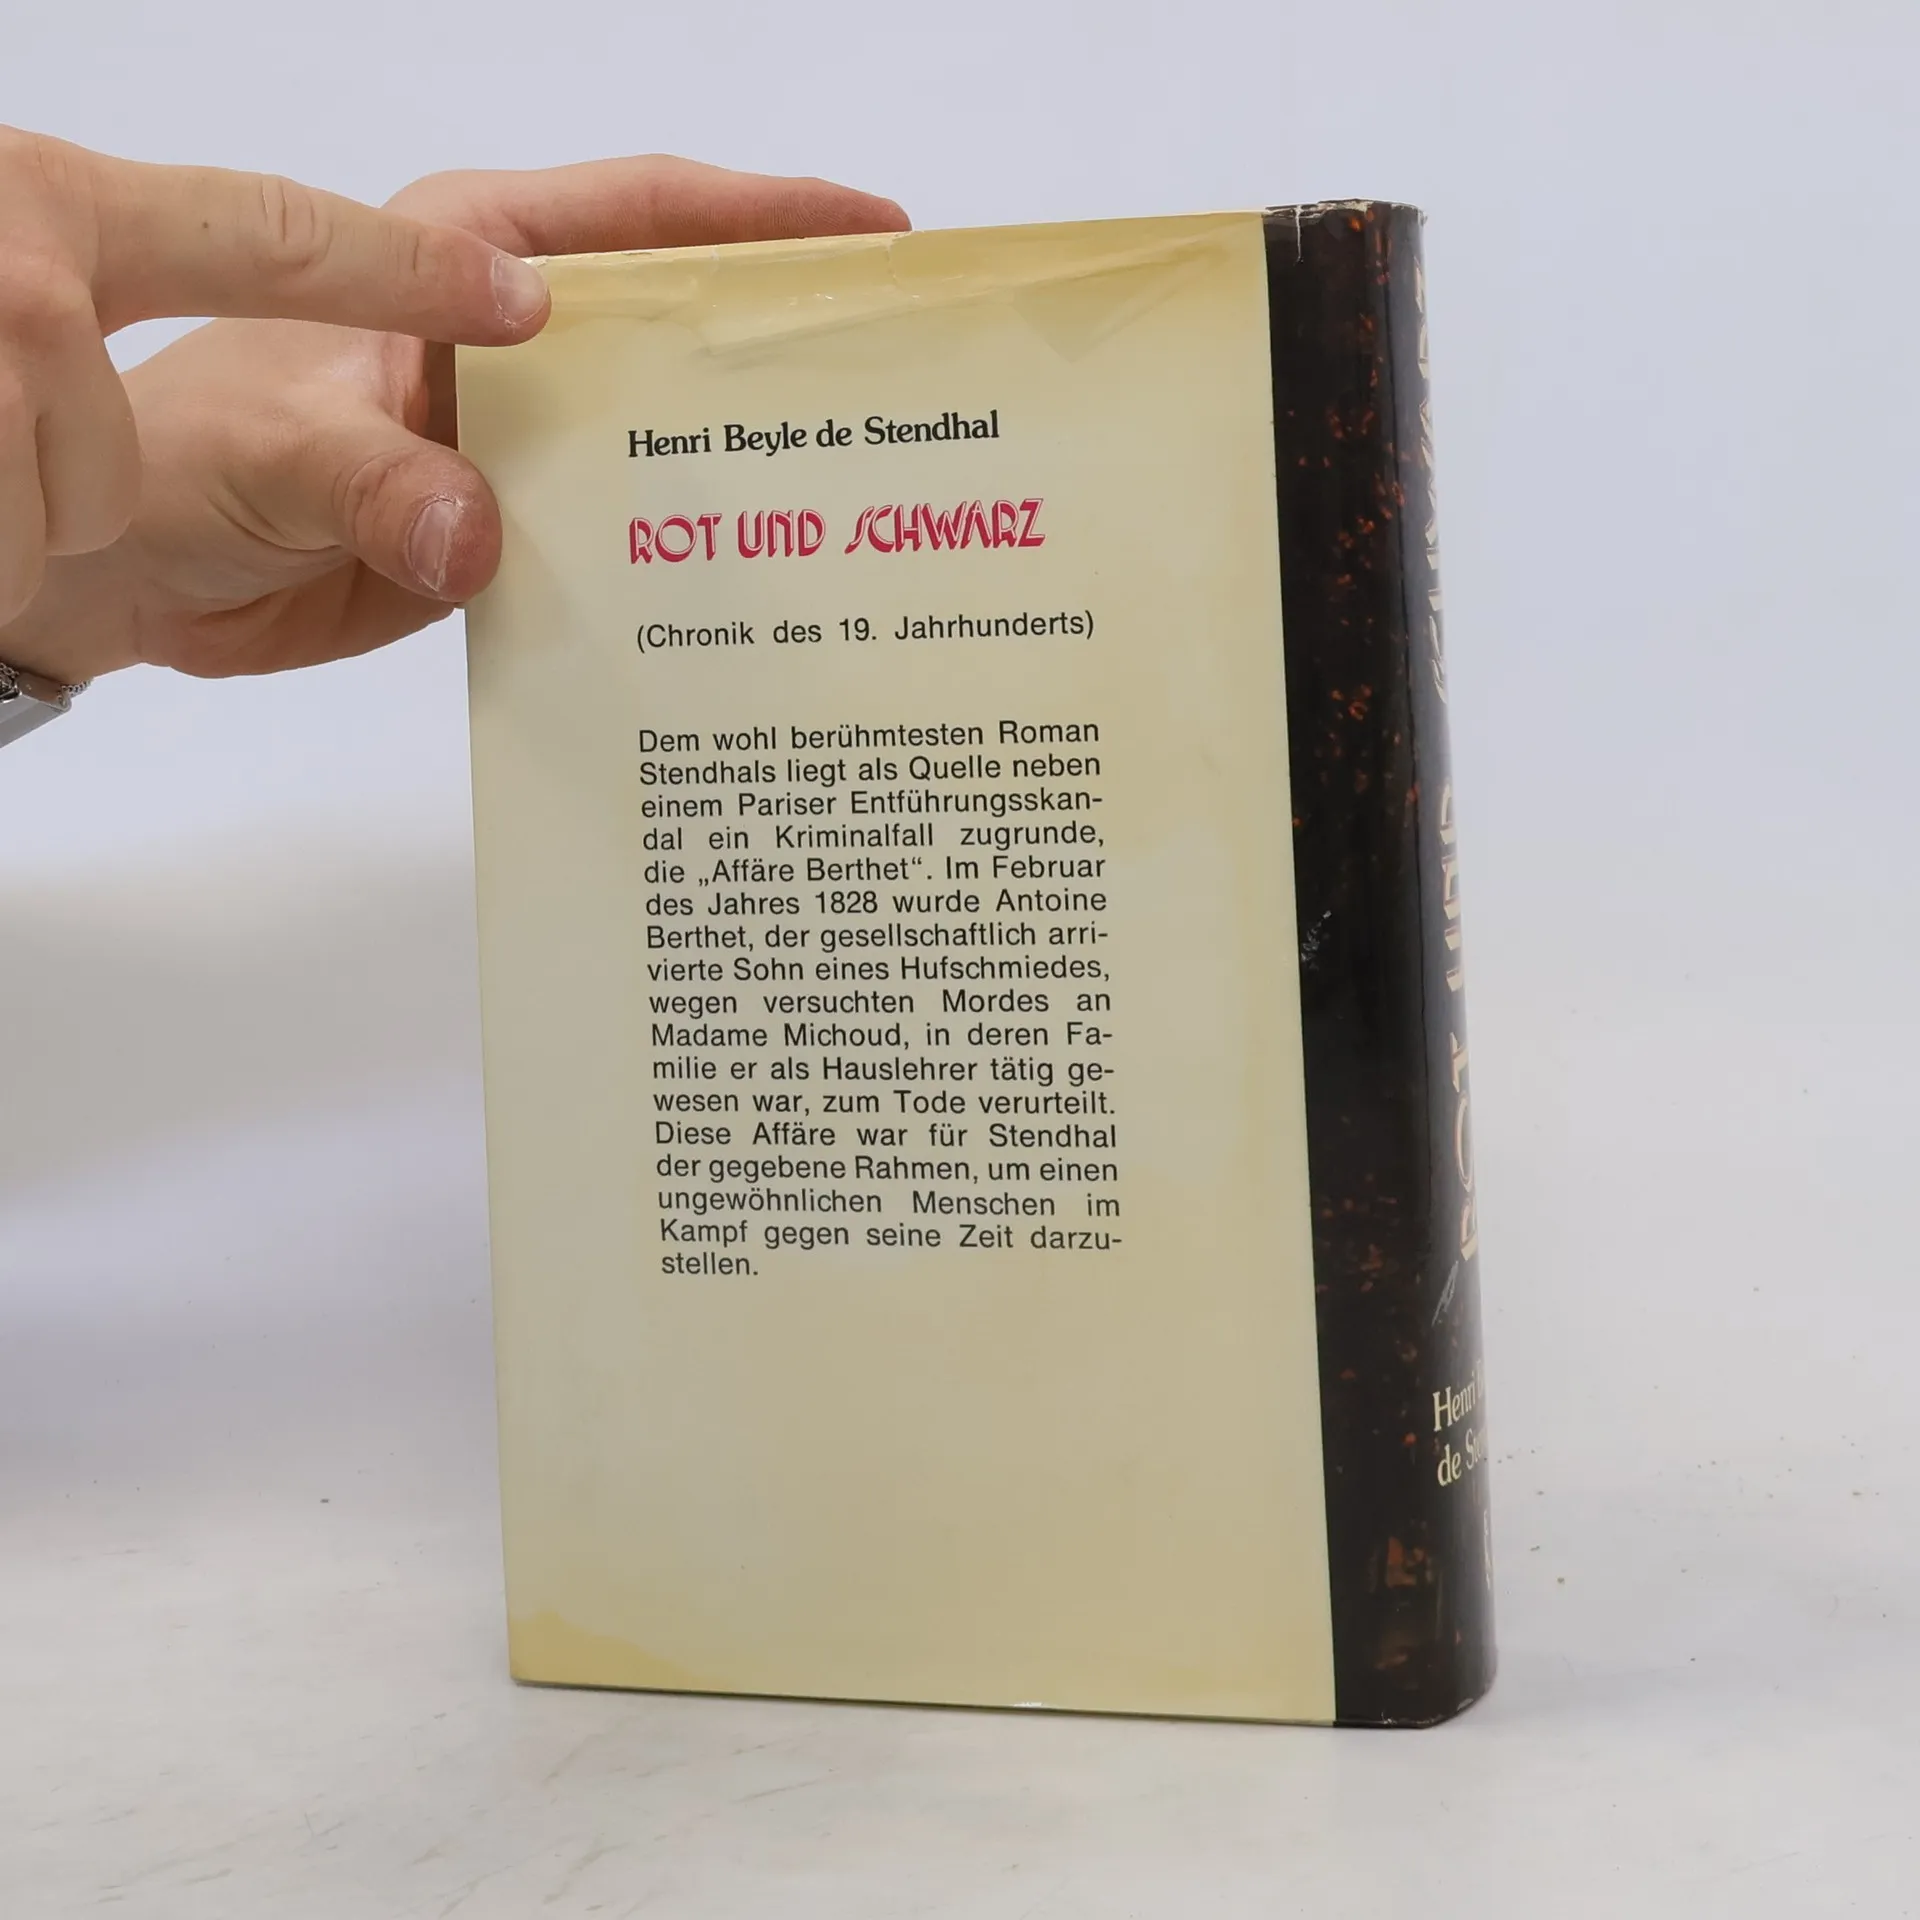 Henri Beyle de Stendhal
ROT UND SCHWARZ
(Chronik des 19. Jahrhunderts)
Dem wohl berühmtesten Roman
Stendhals liegt als Quelle neben
einem Pariser Entführungsskan-
dal ein Kriminalfall zugrunde,
die „Affäre Berthet“. Im Februar
des Jahres 1828 wurde Antoine
Berthet, der gesellschaftlich arri-
vierte Sohn eines Hufschmiedes,
wegen versuchten Mordes an
Madame Michoud, in deren Fa-
milie er als Hauslehrer tätig ge-
wesen war, zum Tode verurteilt.
Diese Affäre war für Stendhal
der gegebene Rahmen, um einen
ungewöhnlichen Menschen im
Kampf gegen seine Zeit darzu-
stellen.
ROT UND SCHWARZ
Henri
de